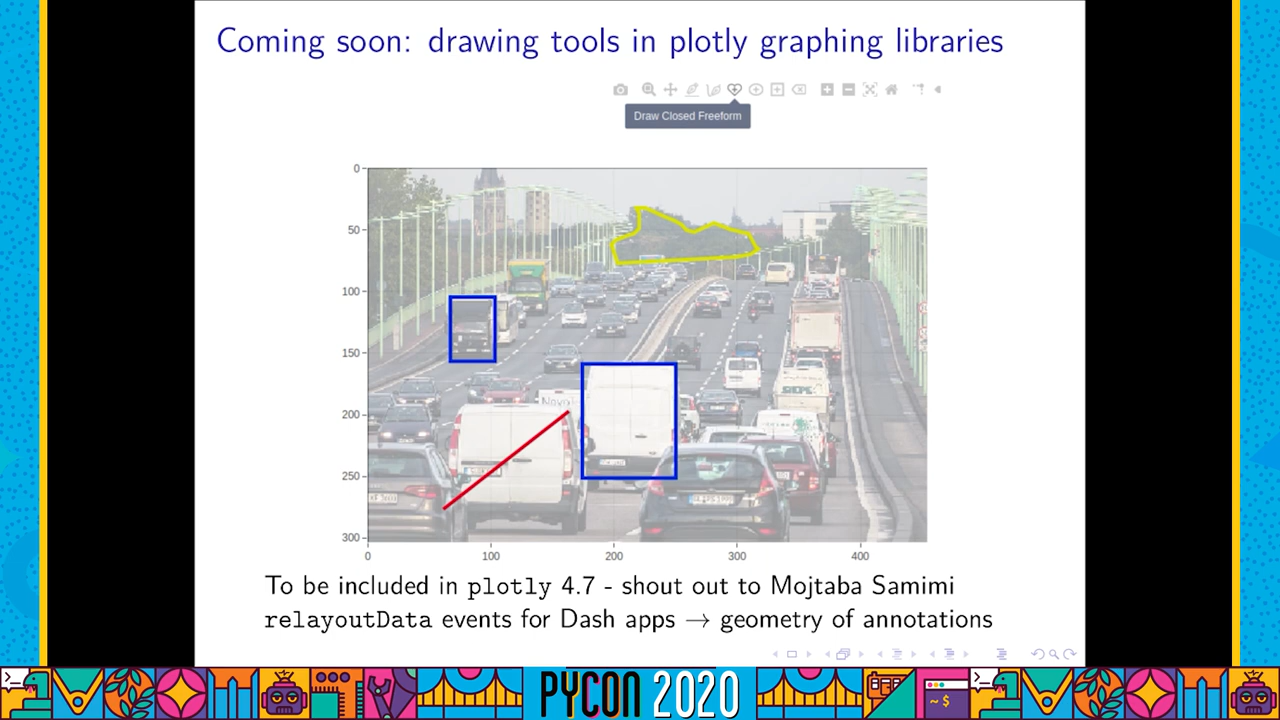 Coming soon: drawing tools in plotly graphing libraries
Draw Closed Freeform
0
50
100
150
200
250
300
0 100 200 300 400
To be included in plotly 4.7 - shout out to Mojtaba Samimi
relayoutData events for Dash apps → geometry of annotations
~$
PYCON 2020